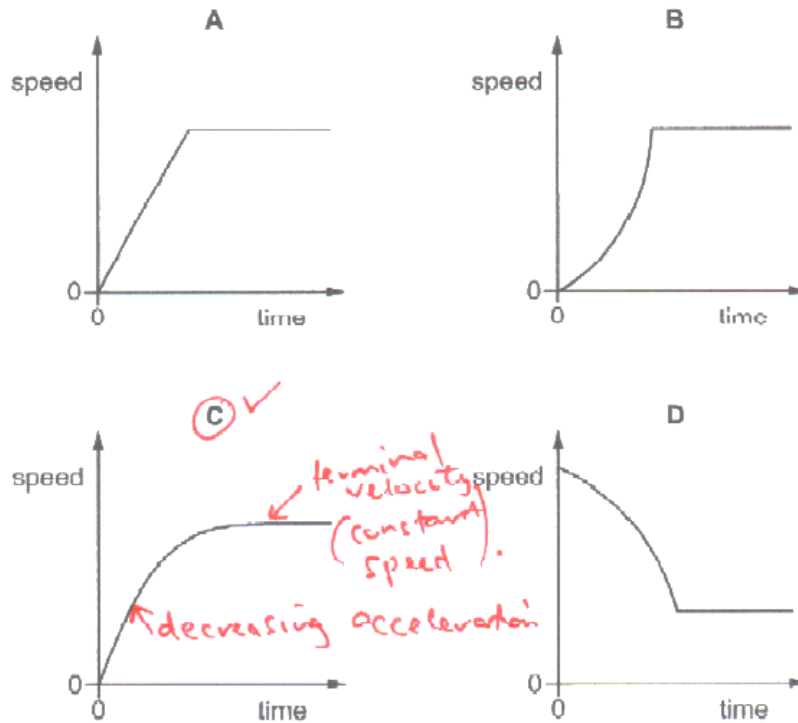 A
speed
0
0
time
B
speed
0
0
time
C ✓
speed
terminal
velocity
(constant
speed).
decreasing acceleration
0
0
time
D
speed
0
0
time